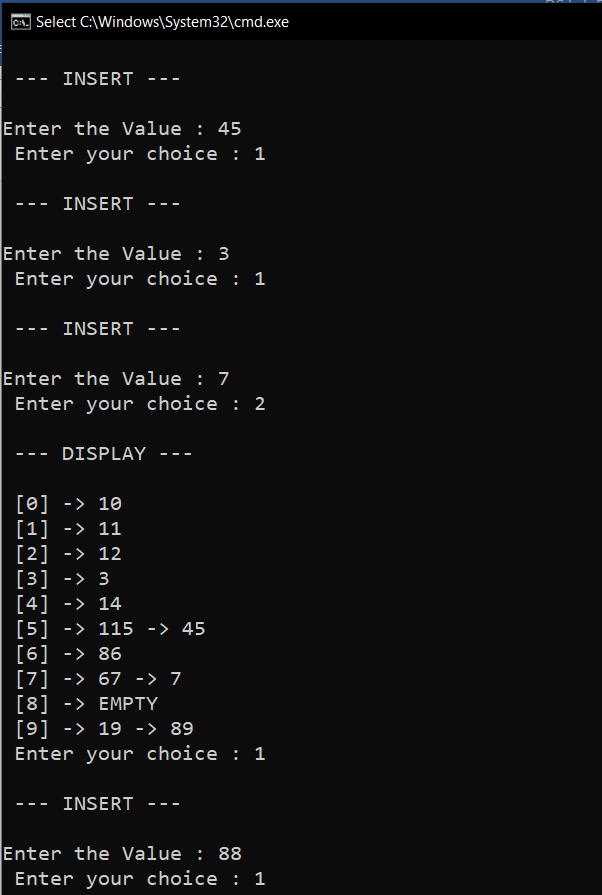 Select C:\Windows\System32\cmd.exe
--- INSERT ---
Enter the Value : 45
Enter your choice : 1
--- INSERT ---
Enter the Value : 3
Enter your choice : 1
--- INSERT ---
Enter the Value : 7
Enter your choice : 2
--- DISPLAY ---
[0] -> 10
[1] -> 11
[2] -> 12
[3] -> 3
[4] -> 14
[5] -> 115 -> 45
[6] -> 86
[7] -> 67 -> 7
[8] -> EMPTY
[9] -> 19 -> 89
Enter your choice : 1
--- INSERT ---
Enter the Value : 88
Enter your choice : 1